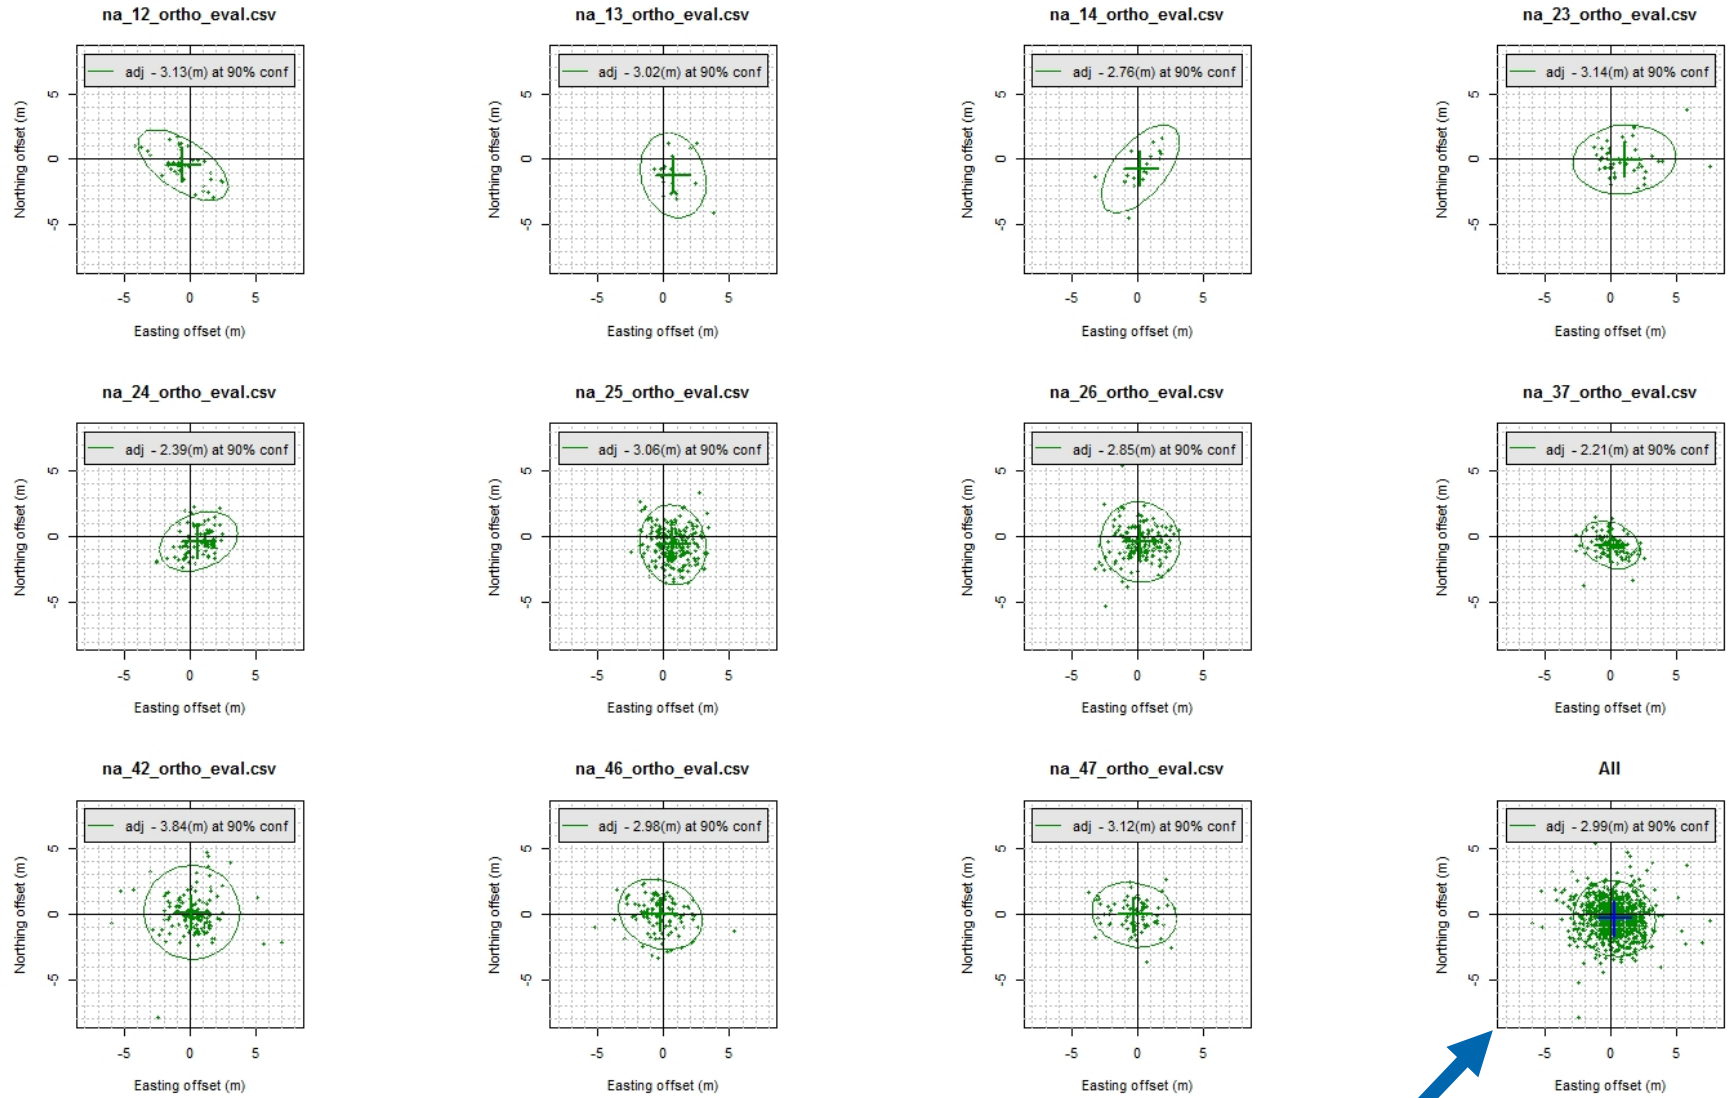 na_12_ortho_eval.csv
adj - 3.13(m) at 90% conf
Northing offset (m)
5
0
-5
-5 0 5
Easting offset (m)
na_13_ortho_eval.csv
adj - 3.02(m) at 90% conf
Northing offset (m)
5
0
-5
-5 0 5
Easting offset (m)
na_14_ortho_eval.csv
adj - 2.76(m) at 90% conf
Northing offset (m)
5
0
-5
-5 0 5
Easting offset (m)
na_23_ortho_eval.csv
adj - 3.14(m) at 90% conf
Northing offset (m)
5
0
-5
-5 0 5
Easting offset (m)
na_24_ortho_eval.csv
adj - 2.39(m) at 90% conf
Northing offset (m)
5
0
-5
-5 0 5
Easting offset (m)
na_25_ortho_eval.csv
adj - 3.06(m) at 90% conf
Northing offset (m)
5
0
-5
-5 0 5
Easting offset (m)
na_26_ortho_eval.csv
adj - 2.85(m) at 90% conf
Northing offset (m)
5
0
-5
-5 0 5
Easting offset (m)
na_37_ortho_eval.csv
adj - 2.21(m) at 90% conf
Northing offset (m)
5
0
-5
-5 0 5
Easting offset (m)
na_42_ortho_eval.csv
adj - 3.84(m) at 90% conf
Northing offset (m)
5
0
-5
-5 0 5
Easting offset (m)
na_46_ortho_eval.csv
adj - 2.98(m) at 90% conf
Northing offset (m)
5
0
-5
-5 0 5
Easting offset (m)
na_47_ortho_eval.csv
adj - 3.12(m) at 90% conf
Northing offset (m)
5
0
-5
-5 0 5
Easting offset (m)
All
adj - 2.99(m) at 90% conf
Northing offset (m)
5
0
-5
-5 0 5
Easting offset (m)